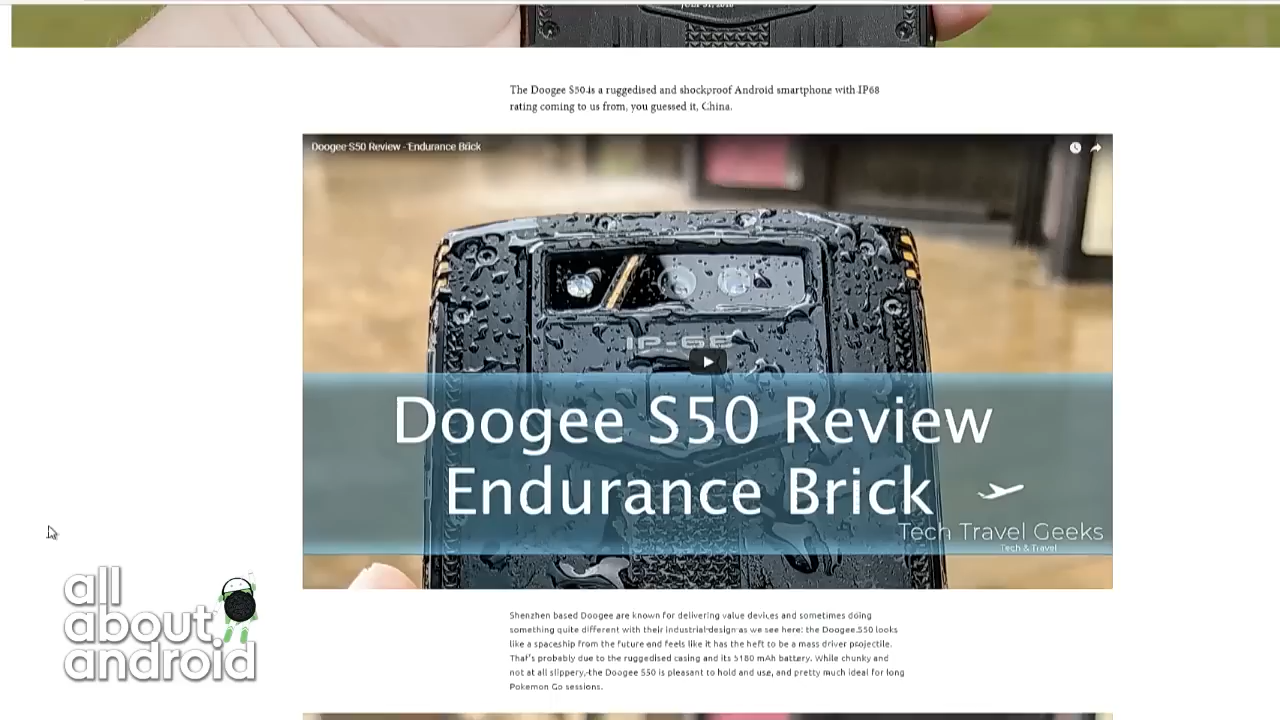 JULY 31, 2018
The Doogee S50 is a ruggedised and shockproof Android smartphone with IP68
rating coming to us from, you guessed it, China.
Doogee S50 Review - Endurance Brick
IP-68
Doogee S50 Review
Endurance Brick
Tech Travel Geeks
Tech & Travel
all
about
android
Shenzhen based Doogee are known for delivering value devices and sometimes doing
something quite different with their industrial design as we see here: the Doogee S50 looks
like a spaceship from the future and feels like it has the heft to be a mass driver projectile.
That's probably due to the ruggedised casing and its 5180 mAh battery. While chunky and
not at all slippery, the Doogee S50 is pleasant to hold and use, and pretty much ideal for long
Pokemon Go sessions.